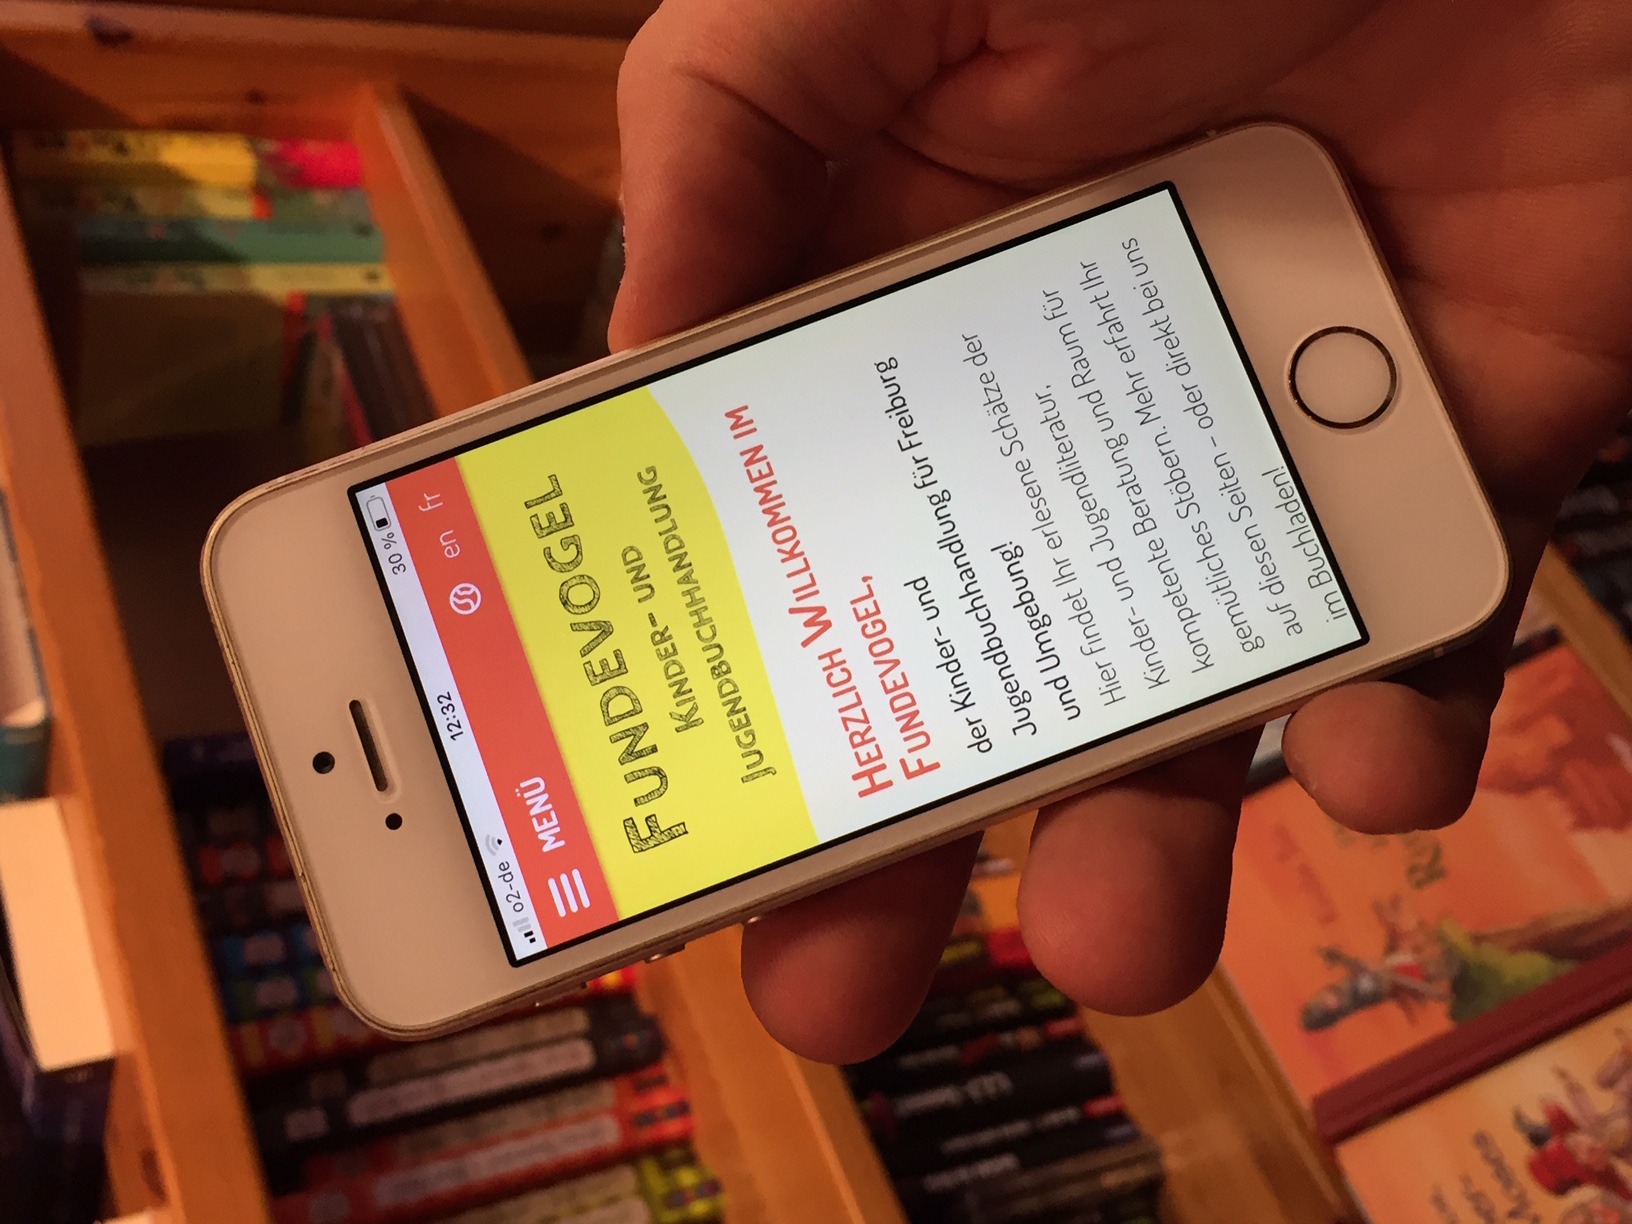 o2-de 12:32 30 %
MENÜ en fr
FUNDEVOGEL
KINDER- UND
JUGENDBUCHHANDLUNG
HERZLICH WILLKOMMEN IM
FUNDEVOGEL,
der Kinder- und
Jugendbuchhandlung für Freiburg
und Umgebung!
Hier findet Ihr erlesene Schätze der
Kinder- und Jugendliteratur,
kompetente Beratung und Raum für
gemütliches Stöbern. Mehr erfahrt Ihr
auf diesen Seiten – oder direkt bei uns
im Buchladen!
Moses